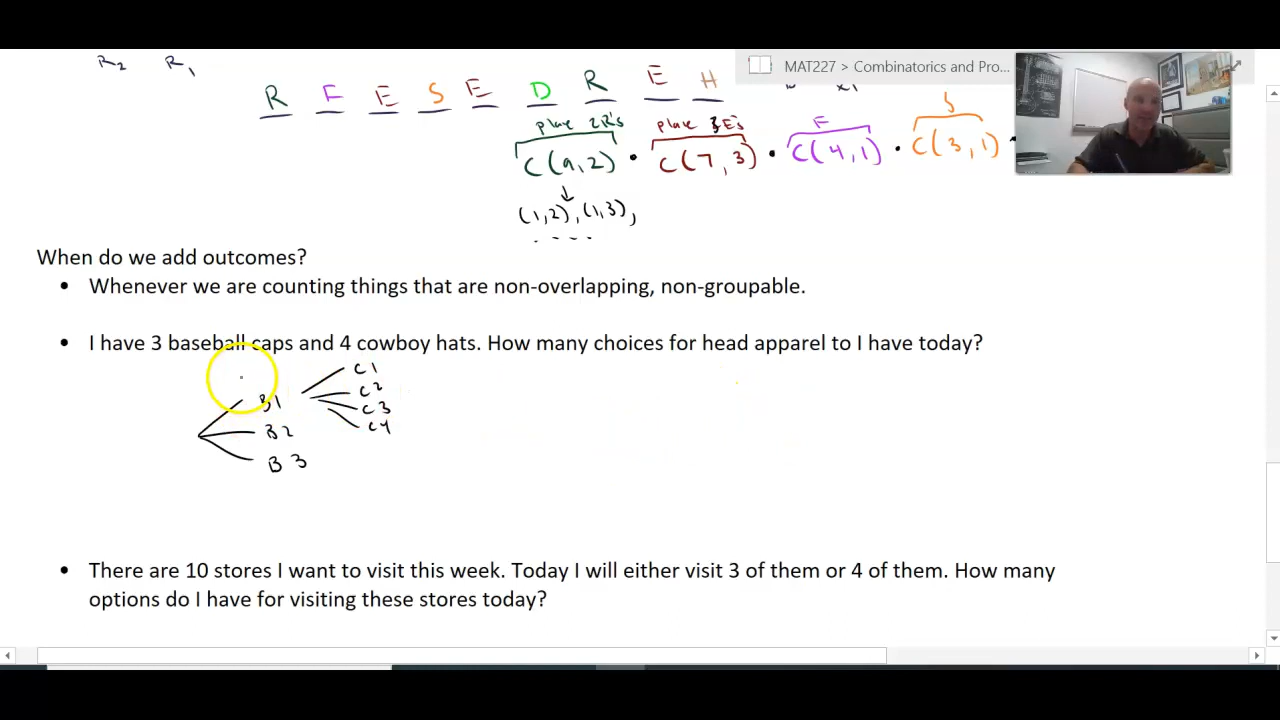 R2 R1
MAT227 > Combinatorics and Pro...
R F E S E D R E H
place 2R's place 3E's F S
C(9,2) • C(7,3) • C(4,1) • C(3,1) •
(1,2), (1,3),
....
When do we add outcomes?
• Whenever we are counting things that are non-overlapping, non-groupable.
• I have 3 baseball caps and 4 cowboy hats. How many choices for head apparel to I have today?
C1
B1 C2
C3
B2 C4
B3
• There are 10 stores I want to visit this week. Today I will either visit 3 of them or 4 of them. How many
options do I have for visiting these stores today?